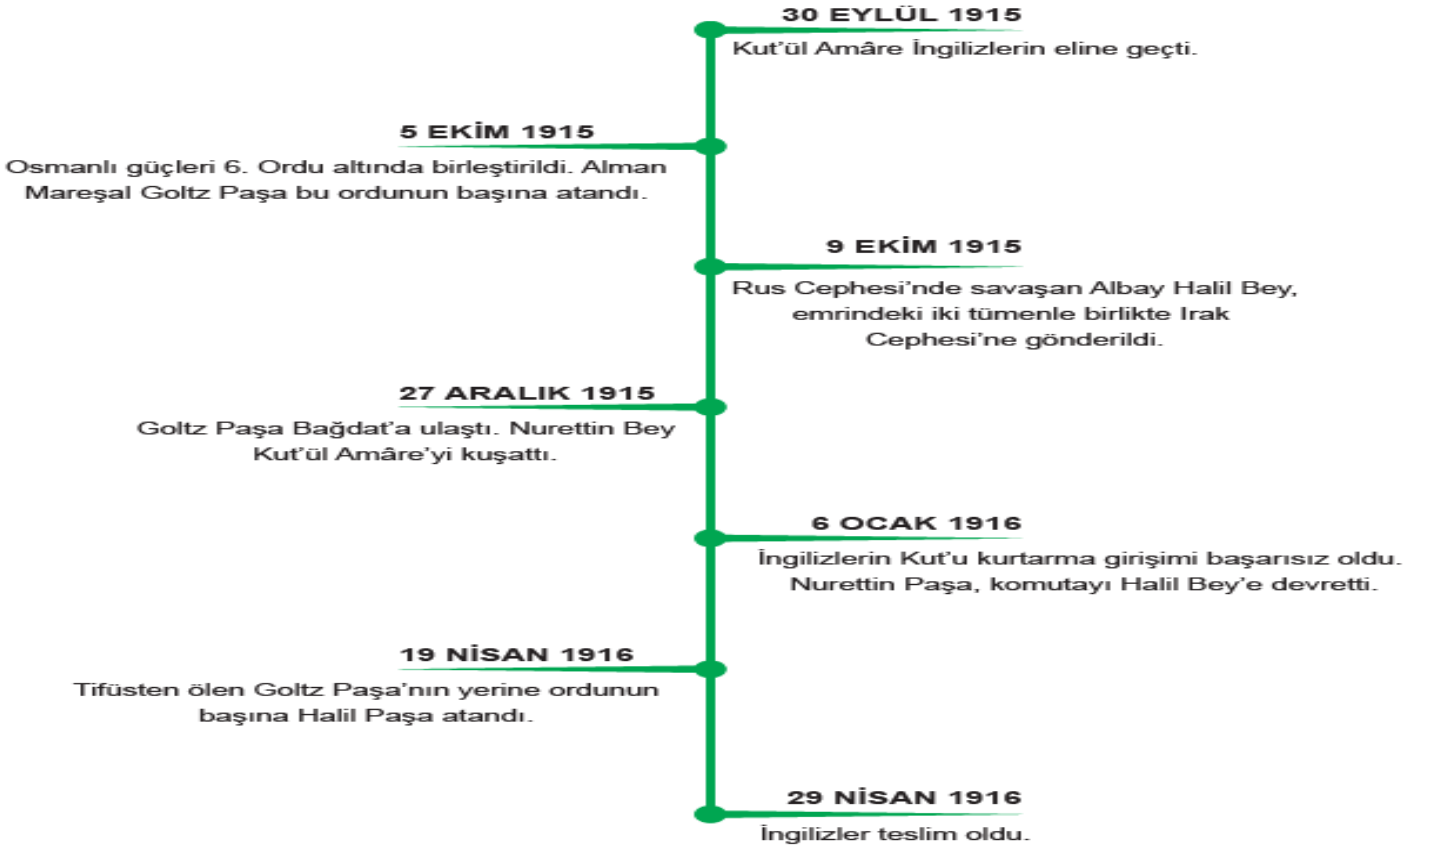 30 EYLÜL 1915
Kut’ül Amâre İngilizlerin eline geçti.
5 EKİM 1915
Osmanlı güçleri 6. Ordu altında birleştirildi. Alman
Mareşal Goltz Paşa bu ordunun başına atandı.
9 EKİM 1915
Rus Cephesi’nde savaşan Albay Halil Bey,
emrindeki iki tümenle birlikte Irak
Cephesi’ne gönderildi.
27 ARALIK 1915
Goltz Paşa Bağdat’a ulaştı. Nurettin Bey
Kut’ül Amâre’yi kuşattı.
6 OCAK 1916
İngilizlerin Kut’u kurtarma girişimi başarısız oldu.
Nurettin Paşa, komutayı Halil Bey’e devretti.
19 NİSAN 1916
Tifüsten ölen Goltz Paşa’nın yerine ordunun
başına Halil Paşa atandı.
29 NİSAN 1916
İngilizler teslim oldu.